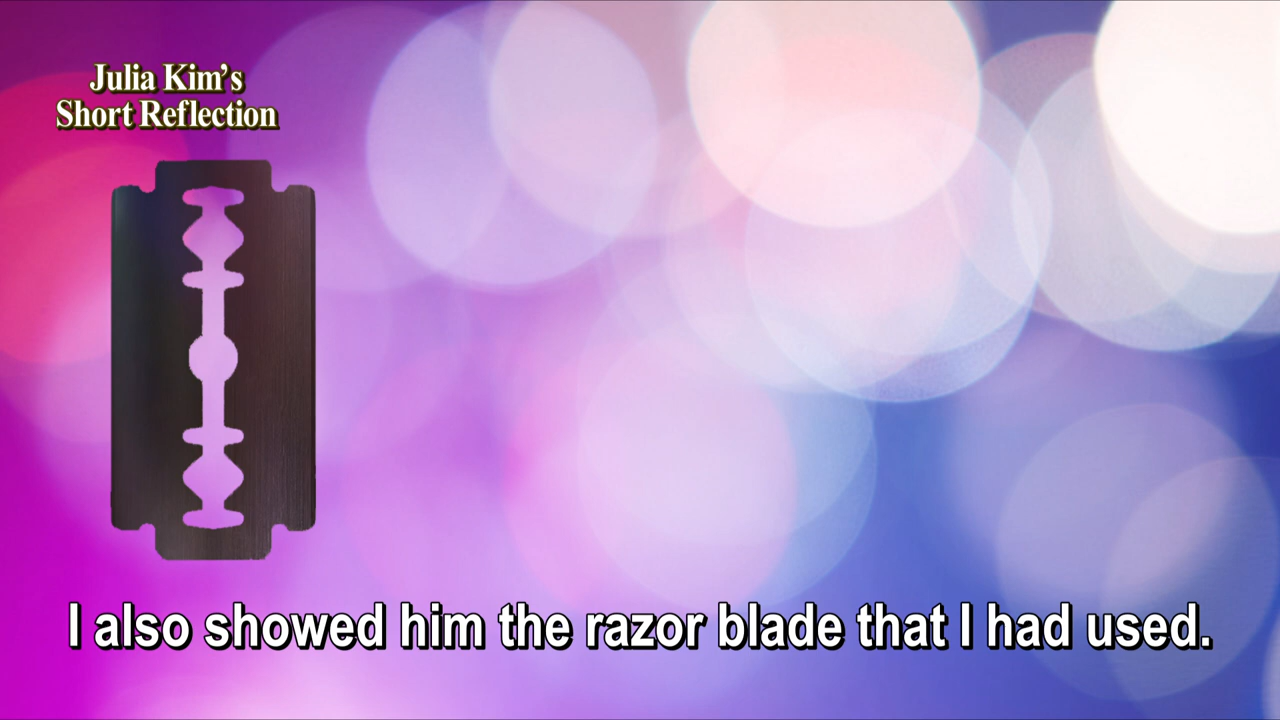 Julia Kim's
Short Reflection
I also showed him the razor blade that I had used.